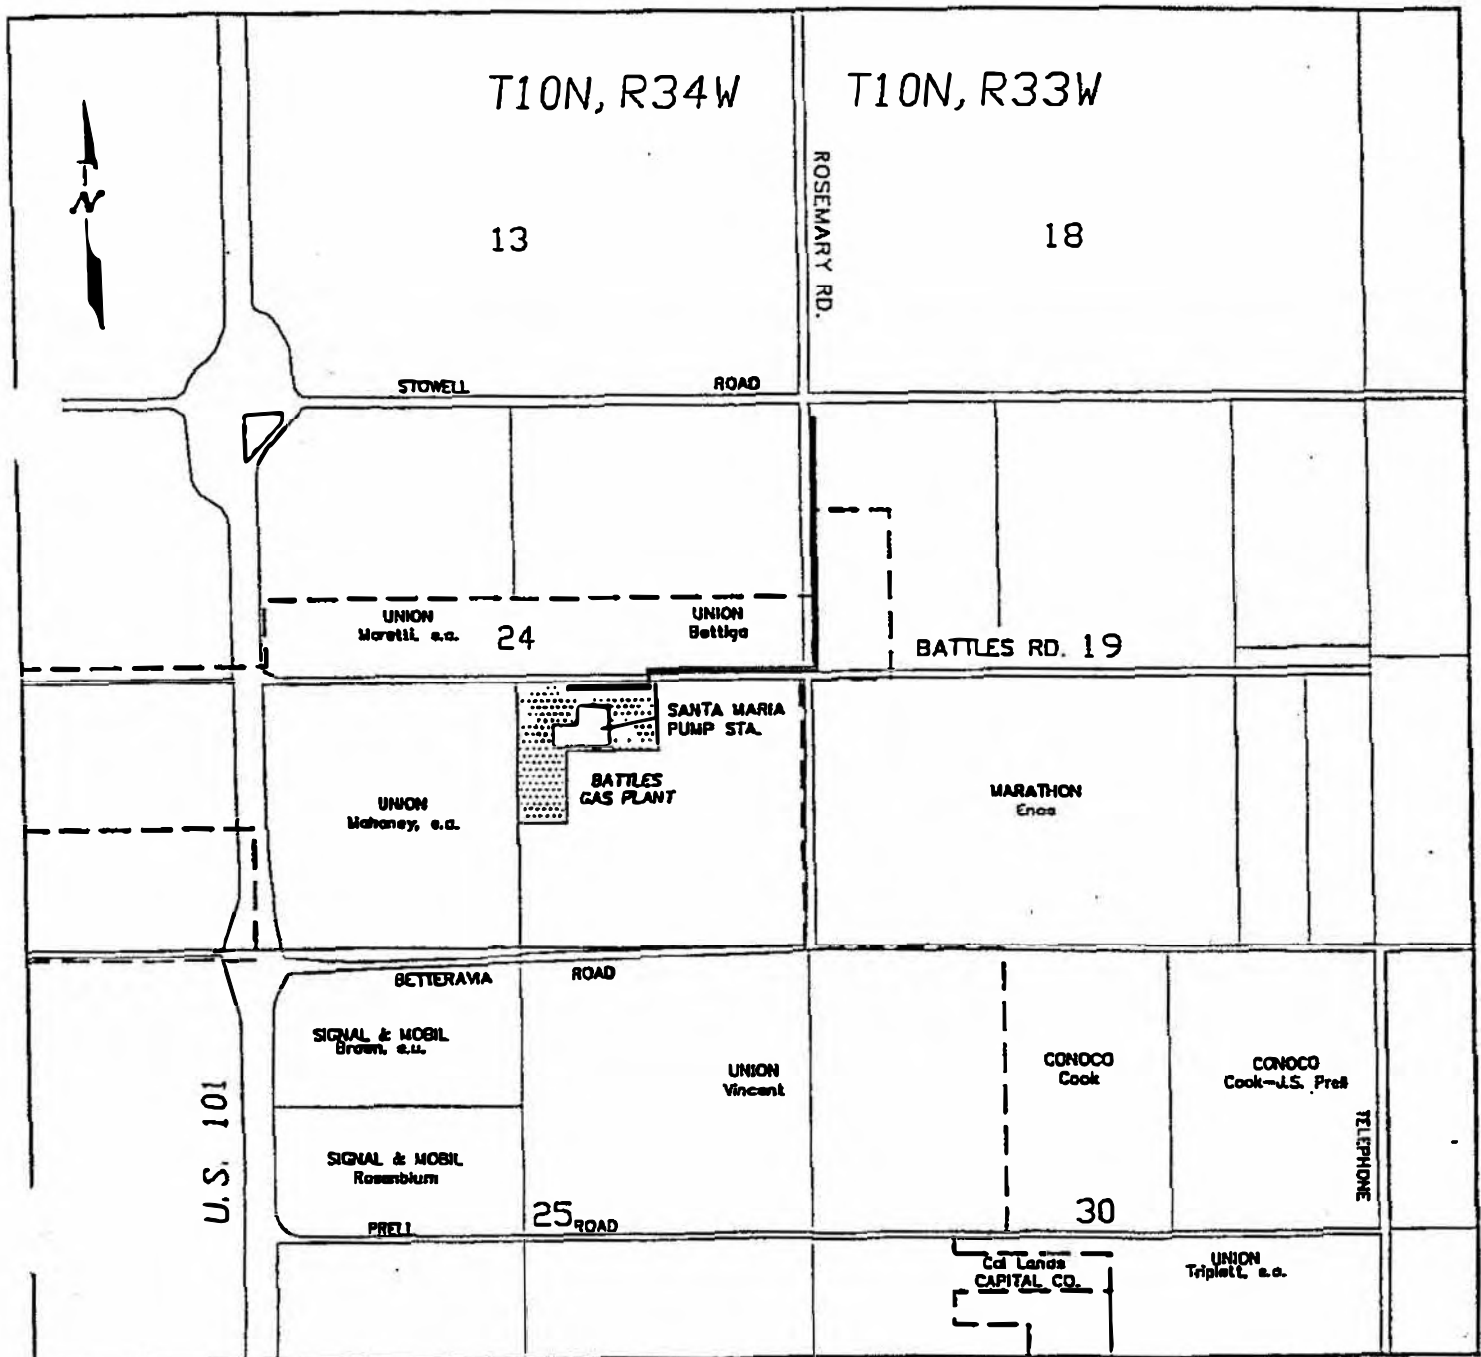 T10N, R34W
T10N, R33W
N
ROSEMARY RD.
13
18
STOWELL ROAD
UNION
Moretti, e.a.
24
UNION
Bettiga
BATTLES RD. 19
SANTA MARIA
PUMP STA.
BATTLES
GAS PLANT
UNION
Mahoney, e.a.
MARATHON
Enos
BETTERAVIA ROAD
SIGNAL & MOBIL
Brown, e.u.
UNION
Vincent
CONOCO
Cook
CONOCO
Cook-J.S. Prell
U.S. 101
TELEPHONE
SIGNAL & MOBIL
Rosenblum
25
30
PRELL ROAD
Cal Lands
CAPITAL CO.
UNION
Triplett, e.a.